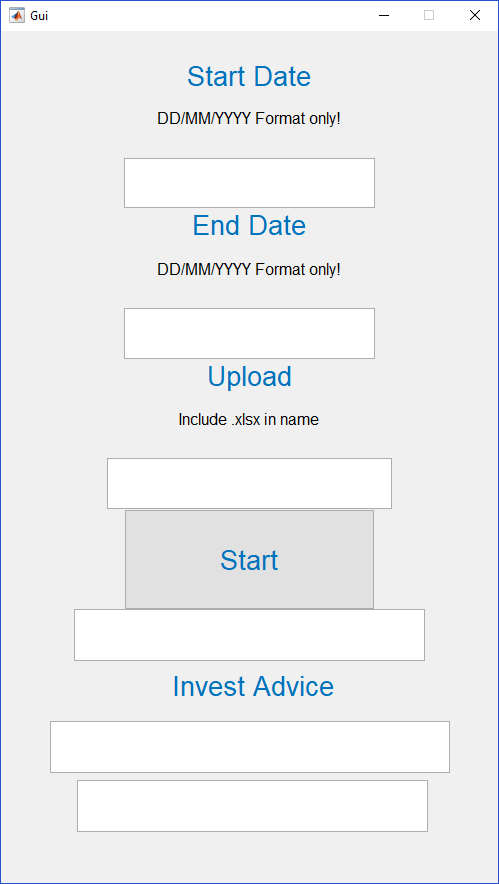 Gui
Start Date
DD/MM/YYYY Format only!
End Date
DD/MM/YYYY Format only!
Upload
Include .xlsx in name
Start
Invest Advice